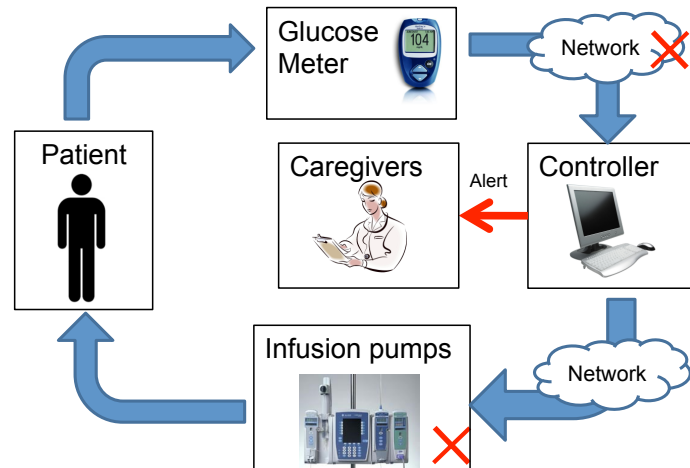 Glucose
Meter
104
Network
Patient
Caregivers
Alert
Controller
Infusion pumps
Network